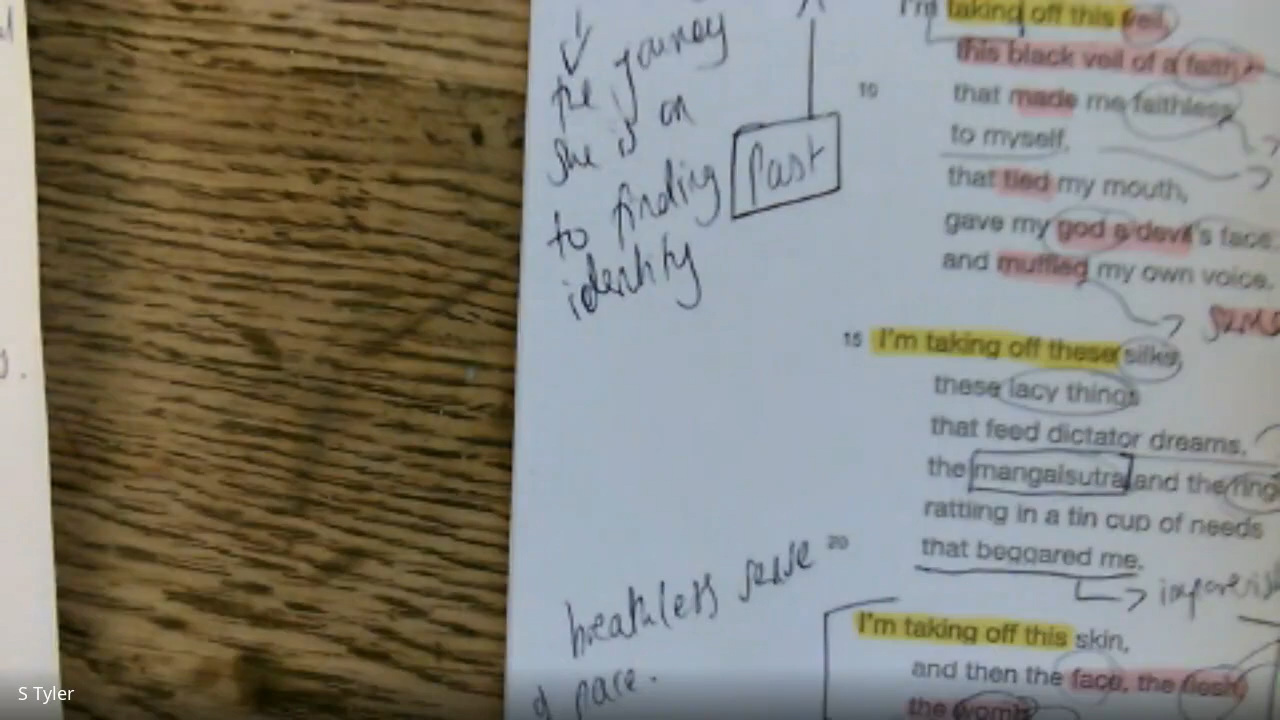 the journey
she is on
to finding
identity
Past
I'm taking off this veil,
this black veil of a faith
10
that made me faithless
to myself,
that tied my mouth,
gave my god a devil's face
and muffled my own voice.
15
I'm taking off these silks,
these lacy things
that feed dictator dreams,
the mangalsutra and the ring
rattling in a tin cup of needs
20
that beggared me.
breathless sense
of pace.
I'm taking off this skin,
and then the face, the flesh,
the womb
S Tyler